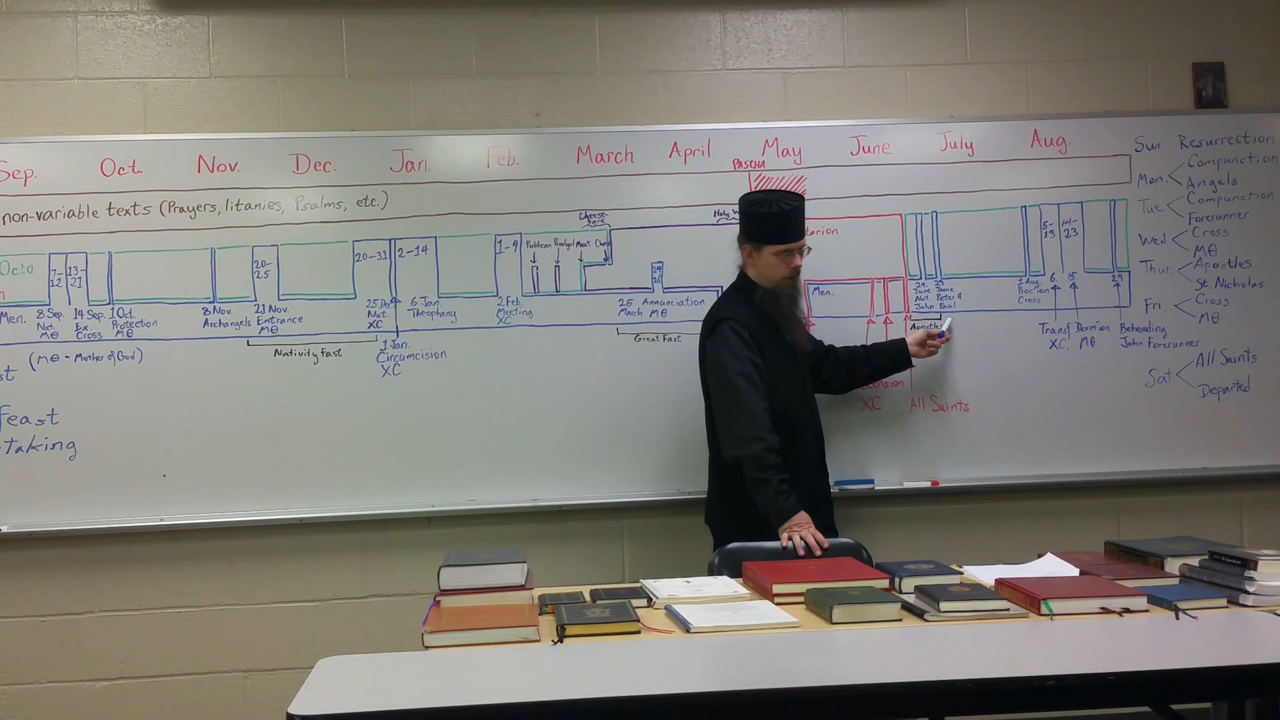 Sep. Oct Nov. Dec. Jan. Feb. March April May June July Aug.
PASCHA
non-variable texts (Prayers, litanies, Psalms, etc.)
Cheese-
fare
Holy
Octo
20-
25
20-31
2-14
1-9
Publican
Prodigal
Meat
7-
12
13-
21
14-
23
Men.
8 Sep.
Nat.
MΘ
14 Sep.
Ex.
Cross
1 Oct.
Protection
MΘ
8 Nov.
Archangels
21 Nov.
Entrance
MΘ
25 Dec.
Nat.
XC
6 Jan.
Theophany
2 Feb.
Meeting
XC
25
March
Annunciation
MΘ
Men.
24
June
Nat.
John
29
June
Peter &
Paul
1 Aug.
Procion
Cross
6
15
29
Transf
XC
Dormion
MΘ
Beheading
John Forerunner
(MΘ - Mother of God)
Nativity Fast
1 Jan.
Circumcision
XC
Great Fast
Apostles
XC
All Saints
feast
-taking
Sun. Resurrection
Mon. Compunction
Angels
Tue Compunction
Forerunner
Wed Cross
MΘ
Thur. Apostles
St. Nicholas
Fri Cross
MΘ
Sat All Saints
Departed